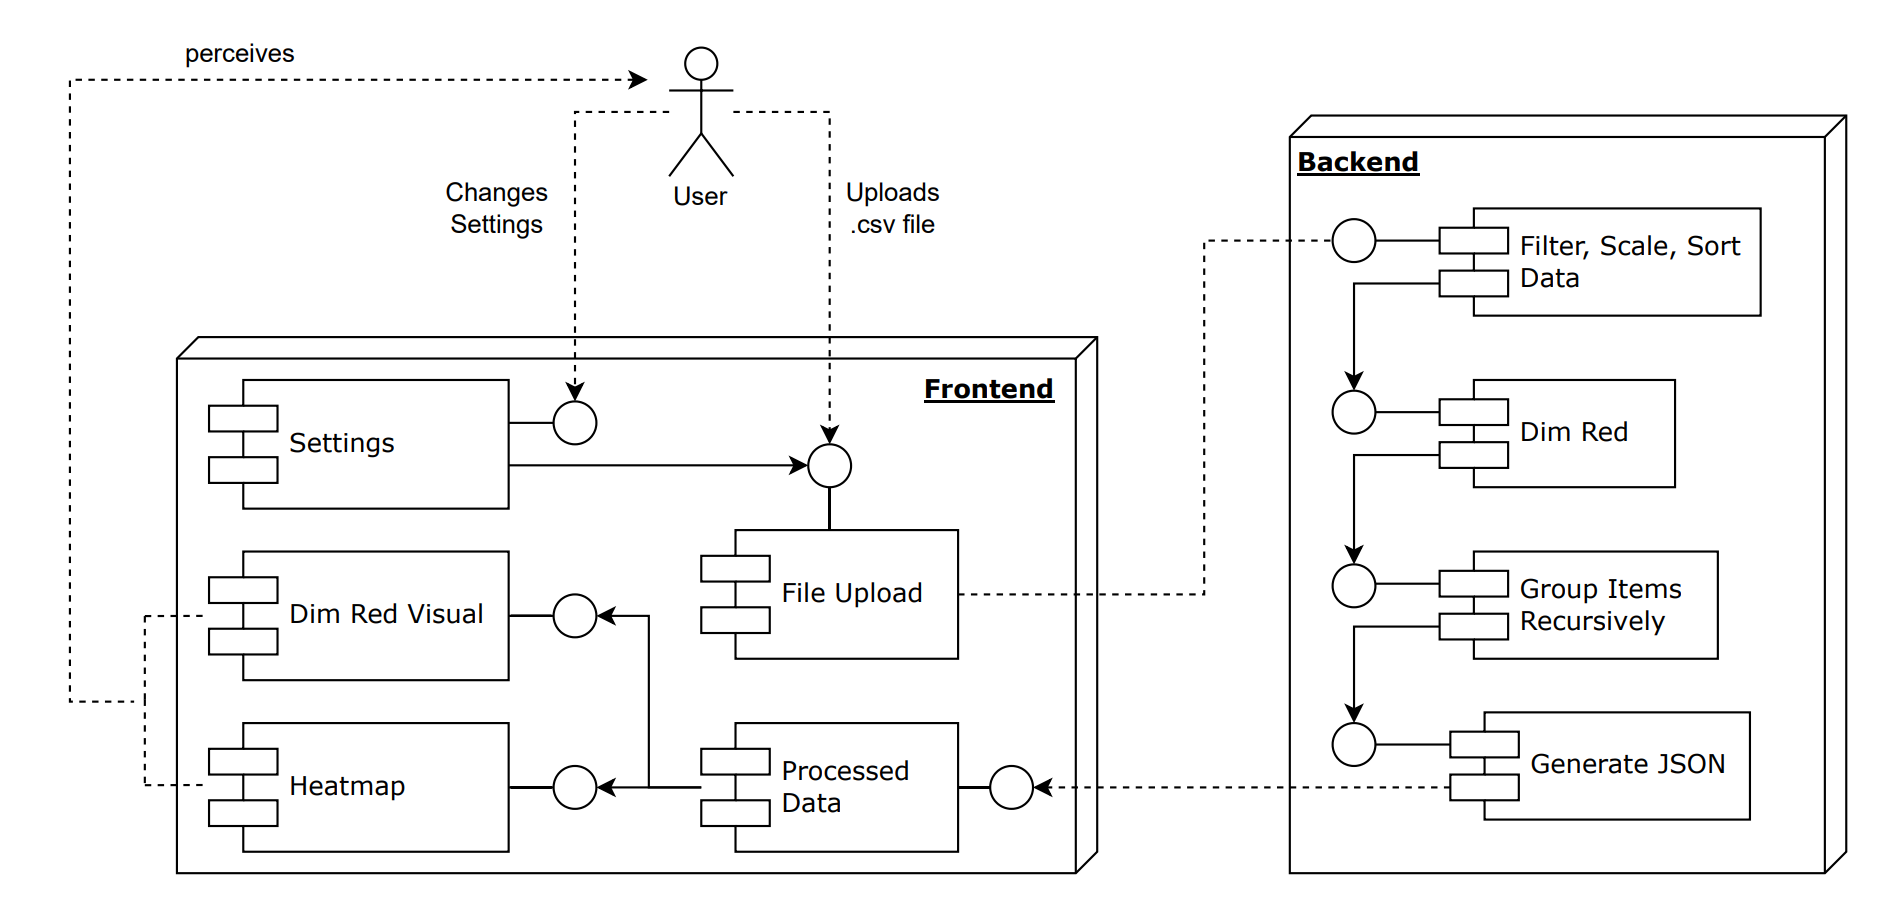 perceives
User
Changes
Settings
Uploads
.csv file
Backend
Filter, Scale, Sort
Data
Dim Red
Group Items
Recursively
Generate JSON
Frontend
Settings
File Upload
Dim Red Visual
Heatmap
Processed
Data